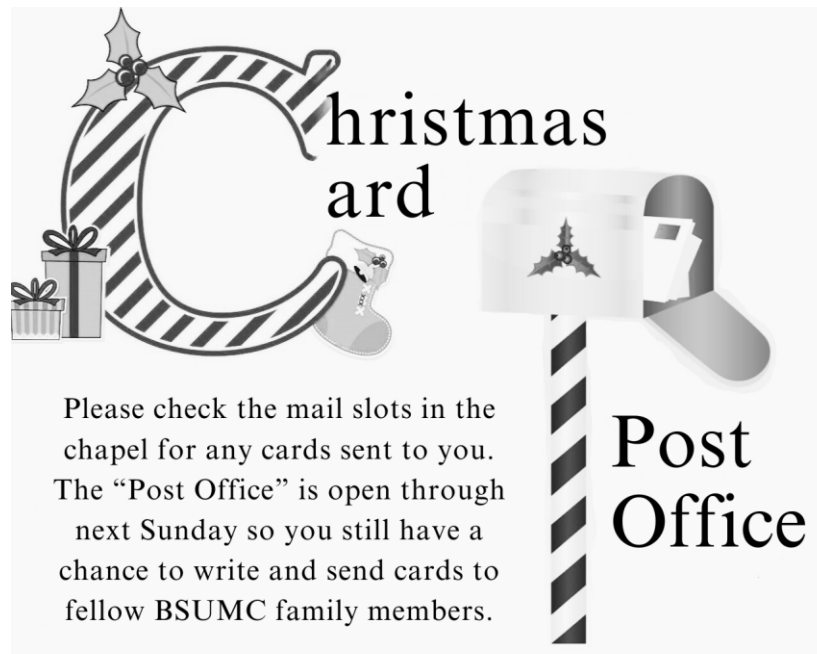 Christmas
Card
Post
Office
Please check the mail slots in the
chapel for any cards sent to you.
The “Post Office” is open through
next Sunday so you still have a
chance to write and send cards to
fellow BSUMC family members.